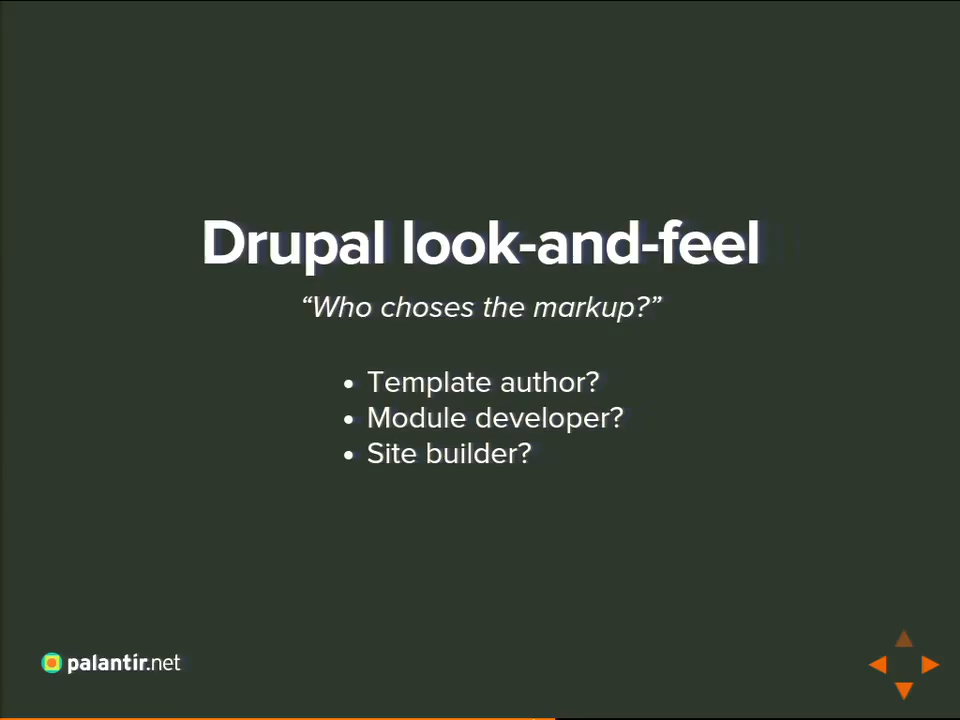 Drupal look-and-feel
“Who choses the markup?”
• Template author?
• Module developer?
• Site builder?
palantir.net